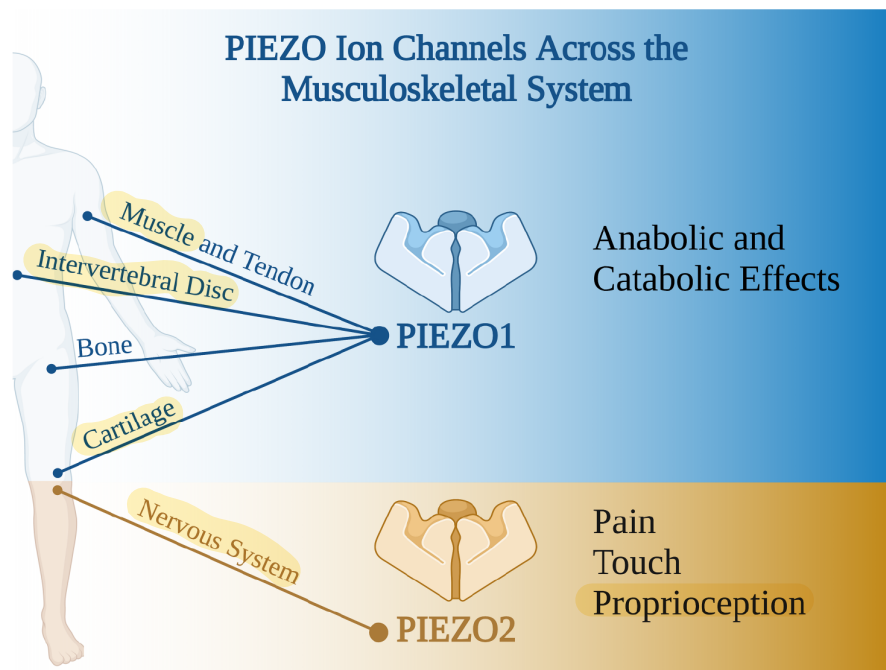 PIEZO Ion Channels Across the
Musculoskeletal System
Muscle and Tendon
Intervertebral Disc
Bone
Cartilage
PIEZO1
Anabolic and
Catabolic Effects
Nervous System
PIEZO2
Pain
Touch
Proprioception